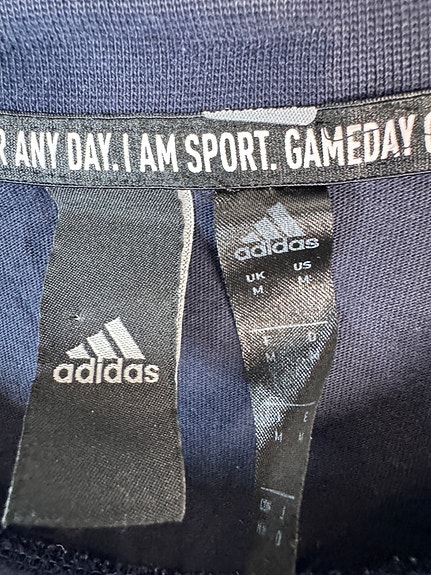 R ANY DAY. I AM SPORT. GAMEDAY
adidas
adidas
UK US
M M